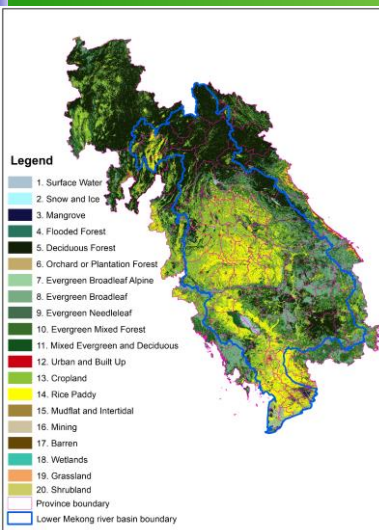 Legend
1. Surface Water
2. Snow and Ice
3. Mangrove
4. Flooded Forest
5. Deciduous Forest
6. Orchard or Plantation Forest
7. Evergreen Broadleaf Alpine
8. Evergreen Broadleaf
9. Evergreen Needleleaf
10. Evergreen Mixed Forest
11. Mixed Evergreen and Deciduous
12. Urban and Built Up
13. Cropland
14. Rice Paddy
15. Mudflat and Intertidal
16. Mining
17. Barren
18. Wetlands
19. Grassland
20. Shrubland
Province boundary
Lower Mekong river basin boundary